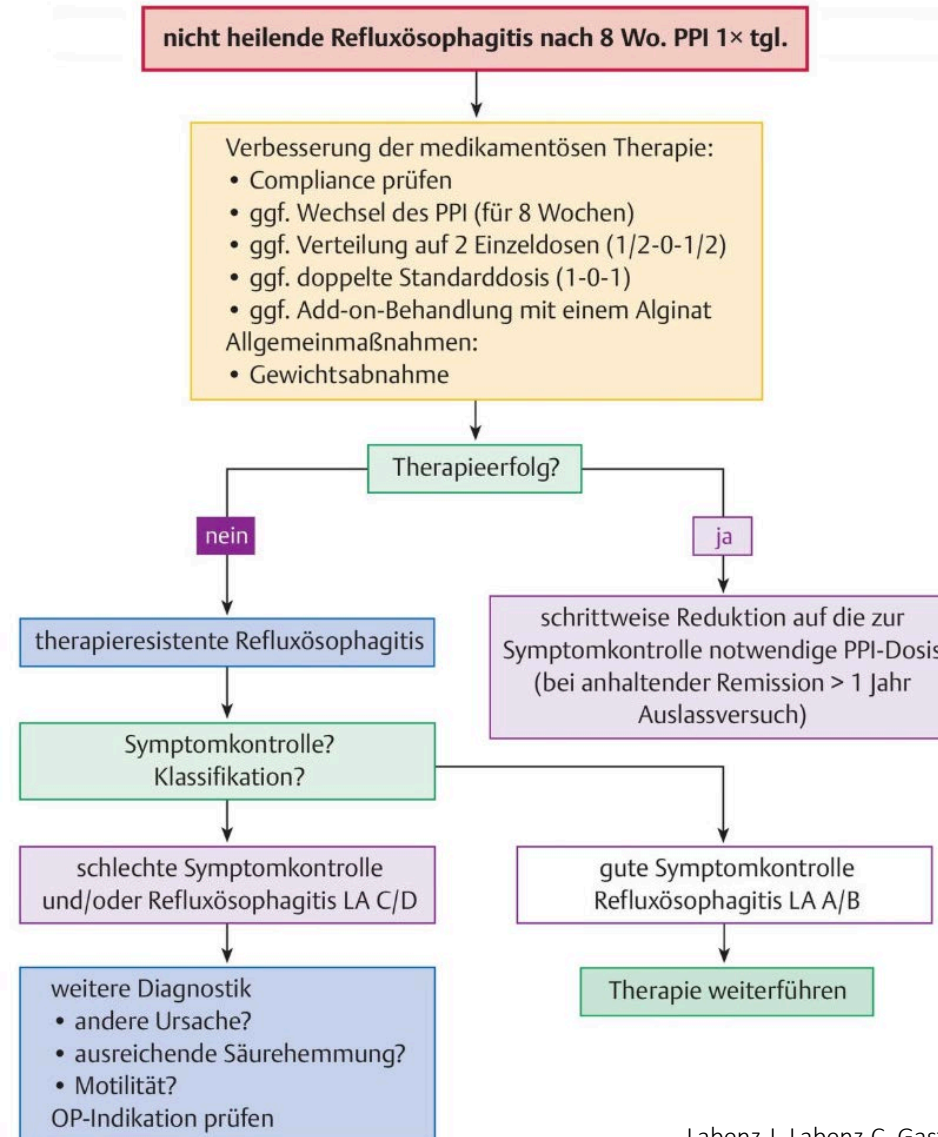 nicht heilende Refluxösophagitis nach 8 Wo. PPI 1× tgl.
Verbesserung der medikamentösen Therapie:
• Compliance prüfen
• ggf. Wechsel des PPI (für 8 Wochen)
• ggf. Verteilung auf 2 Einzeldosen (1/2-0-1/2)
• ggf. doppelte Standarddosis (1-0-1)
• ggf. Add-on-Behandlung mit einem Alginat
Allgemeinmaßnahmen:
• Gewichtsabnahme
Therapieerfolg?
nein
ja
therapieresistente Refluxösophagitis
schrittweise Reduktion auf die zur
Symptomkontrolle notwendige PPI-Dosis
(bei anhaltender Remission > 1 Jahr
Auslassversuch)
Symptomkontrolle?
Klassifikation?
schlechte Symptomkontrolle
und/oder Refluxösophagitis LA C/D
gute Symptomkontrolle
Refluxösophagitis LA A/B
weitere Diagnostik
• andere Ursache?
• ausreichende Säurehemmung?
• Motilität?
OP-Indikation prüfen
Therapie weiterführen
Labenz J, Labenz C. Gast